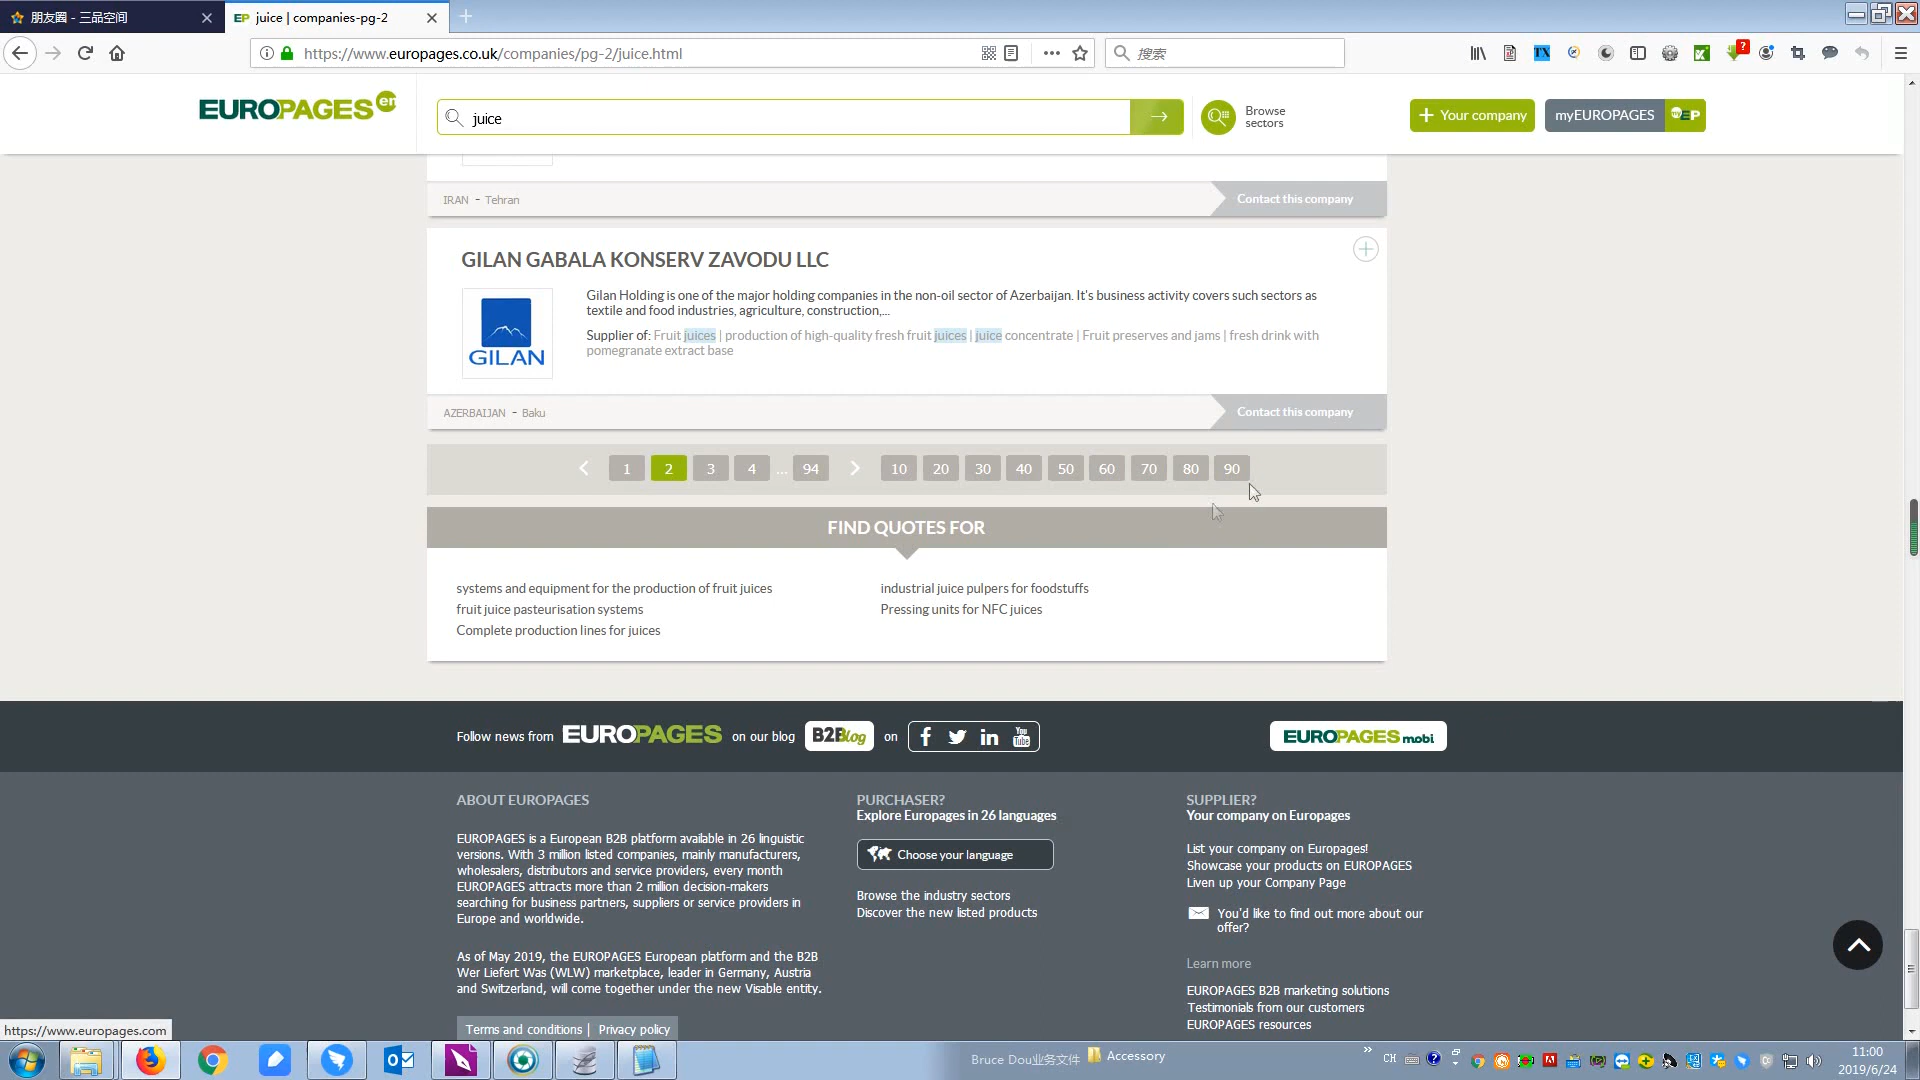 朋友圈 - 三品空间
juice | companies-pg-2
https://www.europages.co.uk/companies/pg-2/juice.html
搜索
EUROPAGES en
juice
Browse
sectors
Your company
myEUROPAGES
IRAN - Tehran
Contact this company
GILAN GABALA KONSERV ZAVODU LLC
GILAN
Gilan Holding is one of the major holding companies in the non-oil sector of Azerbaijan. It's business activity covers such sectors as
textile and food industries, agriculture, construction,...
Supplier of: Fruit juices | production of high-quality fresh fruit juices | juice concentrate | Fruit preserves and jams | fresh drink with
pomegranate extract base
AZERBAIJAN - Baku
Contact this company
1 2 3 4 ... 94 10 20 30 40 50 60 70 80 90
FIND QUOTES FOR
systems and equipment for the production of fruit juices
fruit juice pasteurisation systems
Complete production lines for juices
industrial juice pulpers for foodstuffs
Pressing units for NFC juices
Follow news from EUROPAGES on our blog B2Blog on You Tube
EUROPAGES mobi
ABOUT EUROPAGES
EUROPAGES is a European B2B platform available in 26 linguistic
versions. With 3 million listed companies, mainly manufacturers,
wholesalers, distributors and service providers, every month
EUROPAGES attracts more than 2 million decision-makers
searching for business partners, suppliers or service providers in
Europe and worldwide.
As of May 2019, the EUROPAGES European platform and the B2B
Wer Liefert Was (WLW) marketplace, leader in Germany, Austria
and Switzerland, will come together under the new Visable entity.
Terms and conditions | Privacy policy
PURCHASER?
Explore Europages in 26 languages
Choose your language
Browse the industry sectors
Discover the new listed products
SUPPLIER?
Your company on Europages
List your company on Europages!
Showcase your products on EUROPAGES
Liven up your Company Page
You'd like to find out more about our
offer?
Learn more
EUROPAGES B2B marketing solutions
Testimonials from our customers
EUROPAGES resources
https://www.europages.com
Bruce Dou业务文件
Accessory
CH
11:00
2019/6/24